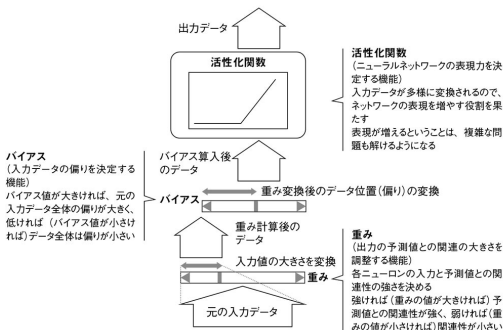 出力データ
活性化関数
活性化関数
（ニューラルネットワークの表現力を決
定する機能）
入力データが多様に変換されるので、
ネットワークの表現を増やす役割を果
たす
表現が増えるということは、複雑な問
題も解けるようになる
バイアス算入後
のデータ
バイアス
（入力データの偏りを決定する
機能）
バイアス値が大きければ、元の
入力データ全体の偏りが大きく、
低ければ（バイアス値が小さけ
れば）データ全体は偏りが小さい
重み変換後のデータ位置（偏り）の変換
バイアス
重み計算後の
データ
入力値の大きさを変換
重み
元の入力データ
重み
（出力の予測値との関連の大きさを
調整する機能）
各ニューロンの入力と予測値との関
連性の強さを決める
強ければ（重みの値が大きければ）予
測値との関連性が強く、弱ければ（重
みの値が小さければ）関連性が小さい